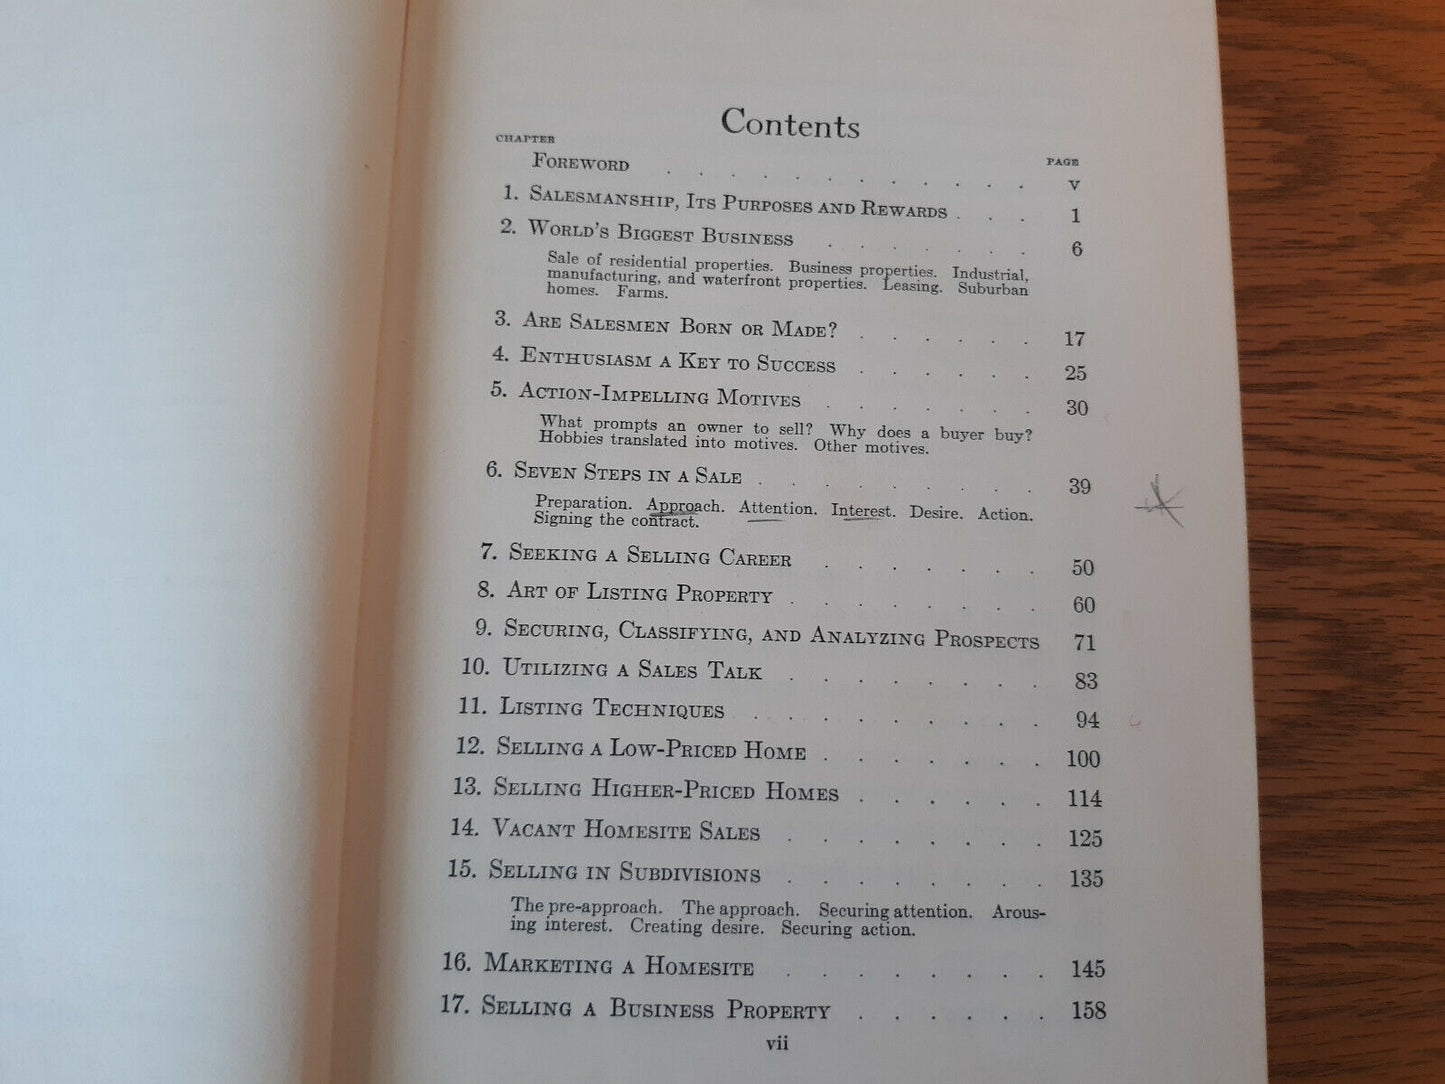 Contents
CHAPTER PAGE
FOREWORD . . . . . . . . . . . . V
1. SALESMANSHIP, ITS PURPOSES AND REWARDS . . . 1
2. WORLD'S BIGGEST BUSINESS . . . . . . . 6
Sale of residential properties. Business properties. Industrial,
manufacturing, and waterfront properties. Leasing. Suburban
homes. Farms.
3. ARE SALESMEN BORN OR MADE? . . . . . . 17
4. ENTHUSIASM A KEY TO SUCCESS . . . . . . 25
5. ACTION-IMPELLING MOTIVES . . . . . . . 30
What prompts an owner to sell? Why does a buyer buy?
Hobbies translated into motives. Other motives.
6. SEVEN STEPS IN A SALE . . . . . . . . . 39
Preparation. Approach. Attention. Interest. Desire. Action.
Signing the contract.
7. SEEKING A SELLING CAREER . . . . . . . 50
8. ART OF LISTING PROPERTY . . . . . . . . 60
9. SECURING, CLASSIFYING, AND ANALYZING PROSPECTS 71
10. UTILIZING A SALES TALK . . . . . . . . 83
11. LISTING TECHNIQUES . . . . . . . . . 94
12. SELLING A LOW-PRICED HOME . . . . . . . 100
13. SELLING HIGHER-PRICED HOMES . . . . . . 114
14. VACANT HOMESITE SALES . . . . . . . . 125
15. SELLING IN SUBDIVISIONS . . . . . . . . 135
The pre-approach. The approach. Securing attention. Arous-
ing interest. Creating desire. Securing action.
16. MARKETING A HOMESITE . . . . . . . . 145
17. SELLING A BUSINESS PROPERTY . . . . . . 158
vii